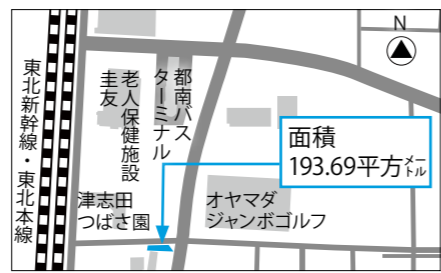 N
東北新幹線・東北本線
老人保健施設
圭友
都南バス
ターミナル
面積
193.69平方メートル
津志田
つばさ園
オヤマダ
ジャンボゴルフ